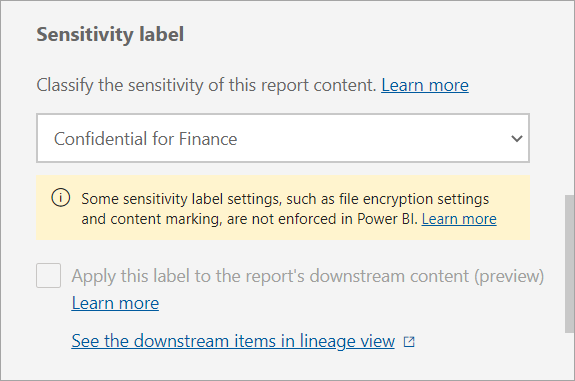 Sensitivity label
Classify the sensitivity of this report content. Learn more
Confidential for Finance
Some sensitivity label settings, such as file encryption settings
and content marking, are not enforced in Power BI. Learn more
Apply this label to the report's downstream content (preview)
Learn more
See the downstream items in lineage view